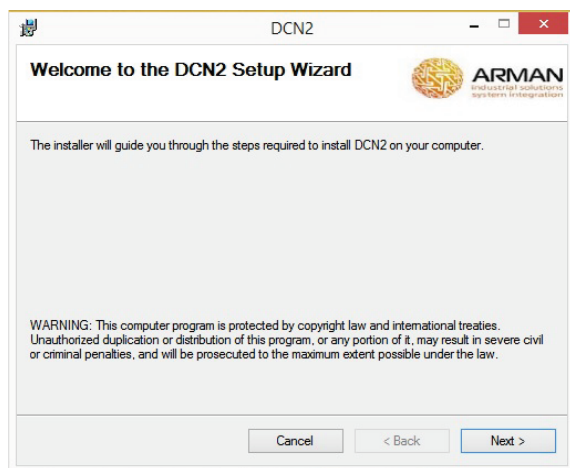 DCN2
Welcome to the DCN2 Setup Wizard
ARMAN
industrial solutions
system integration
The installer will guide you through the steps required to install DCN2 on your computer.
WARNING: This computer program is protected by copyright law and international treaties.
Unauthorized duplication or distribution of this program, or any portion of it, may result in severe civil
or criminal penalties, and will be prosecuted to the maximum extent possible under the law.
Cancel
< Back
Next >